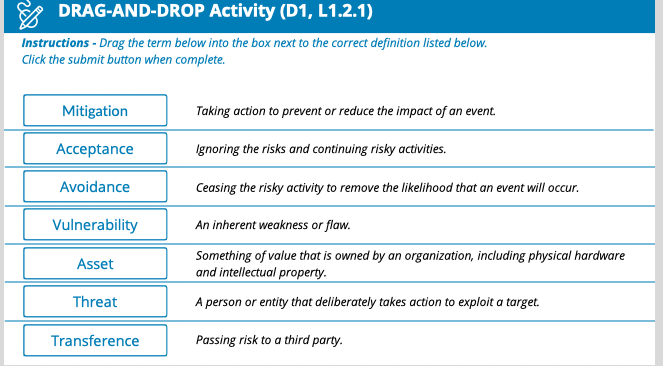 DRAG-AND-DROP Activity (D1, L1.2.1)
Instructions - Drag the term below into the box next to the correct definition listed below.
Click the submit button when complete.
Mitigation Taking action to prevent or reduce the impact of an event.
Acceptance Ignoring the risks and continuing risky activities.
Avoidance Ceasing the risky activity to remove the likelihood that an event will occur.
Vulnerability An inherent weakness or flaw.
Asset Something of value that is owned by an organization, including physical hardware
and intellectual property.
Threat A person or entity that deliberately takes action to exploit a target.
Transference Passing risk to a third party.